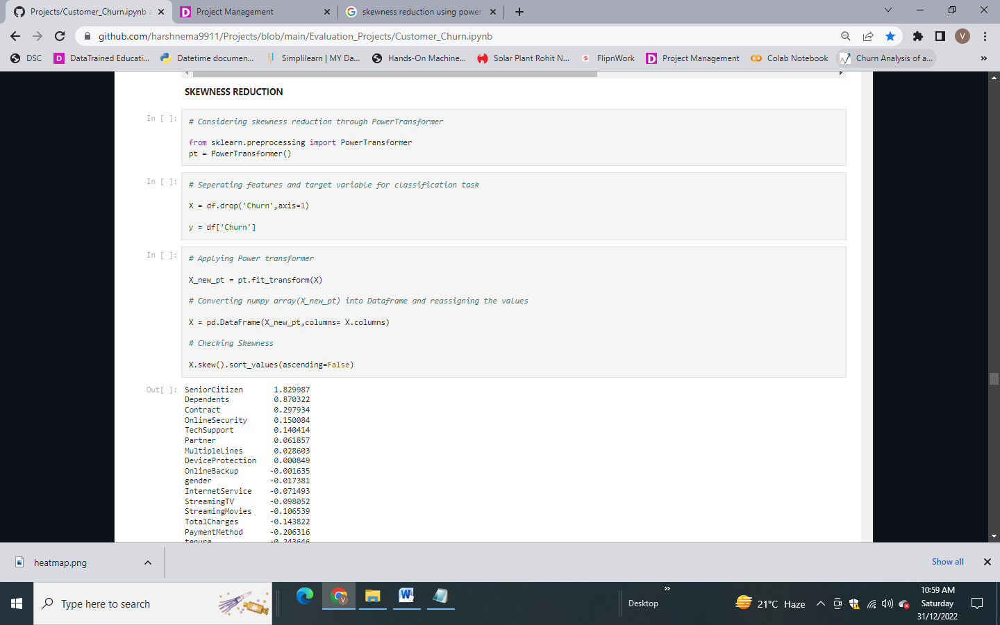 Projects/Customer_Churn.ipynb a
Project Management
skewness reduction using power
github.com/harshnema9911/Projects/blob/main/Evaluation_Projects/Customer_Churn.ipynb
V
DSC
DataTrained Educati...
Datetime documen...
Simplilearn | MY Da...
Hands-On Machine...
Solar Plant Rohit N...
FlipnWork
Project Management
Colab Notebook
Churn Analysis of a...
»
SKEWNESS REDUCTION
In [ ]:
# Considering skewness reduction through PowerTransformer
from sklearn.preprocessing import PowerTransformer
pt = PowerTransformer()
In [ ]:
# Seperating features and target variable for classification task
X = df.drop('Churn',axis=1)
y = df['Churn']
In [ ]:
# Applying Power transformer
X_new_pt = pt.fit_transform(X)
# Converting numpy array(X_new_pt) into Dataframe and reassigning the values
X = pd.DataFrame(X_new_pt,columns= X.columns)
# Checking Skewness
X.skew().sort_values(ascending=False)
Out[ ]:
SeniorCitizen 1.829987
Dependents 0.870322
Contract 0.297934
OnlineSecurity 0.150084
TechSupport 0.140414
Partner 0.061857
MultipleLines 0.028603
DeviceProtection 0.000849
OnlineBackup -0.001635
gender -0.017381
InternetService -0.071493
StreamingTV -0.098052
StreamingMovies -0.106539
TotalCharges -0.143822
PaymentMethod -0.206316
tenure -0.243646
heatmap.png
Show all
Type here to search
Desktop
»
21°C Haze
10:59 AM
Saturday
31/12/2022